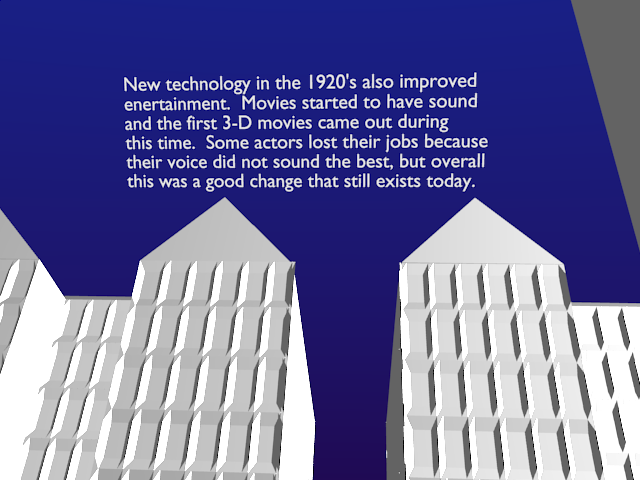 New technology in the 1920's also improved
enertainment.  Movies started to have sound
and the first 3-D movies came out during
this time.  Some actors lost their jobs because
their voice did not sound the best, but overall
this was a good change that still exists today.